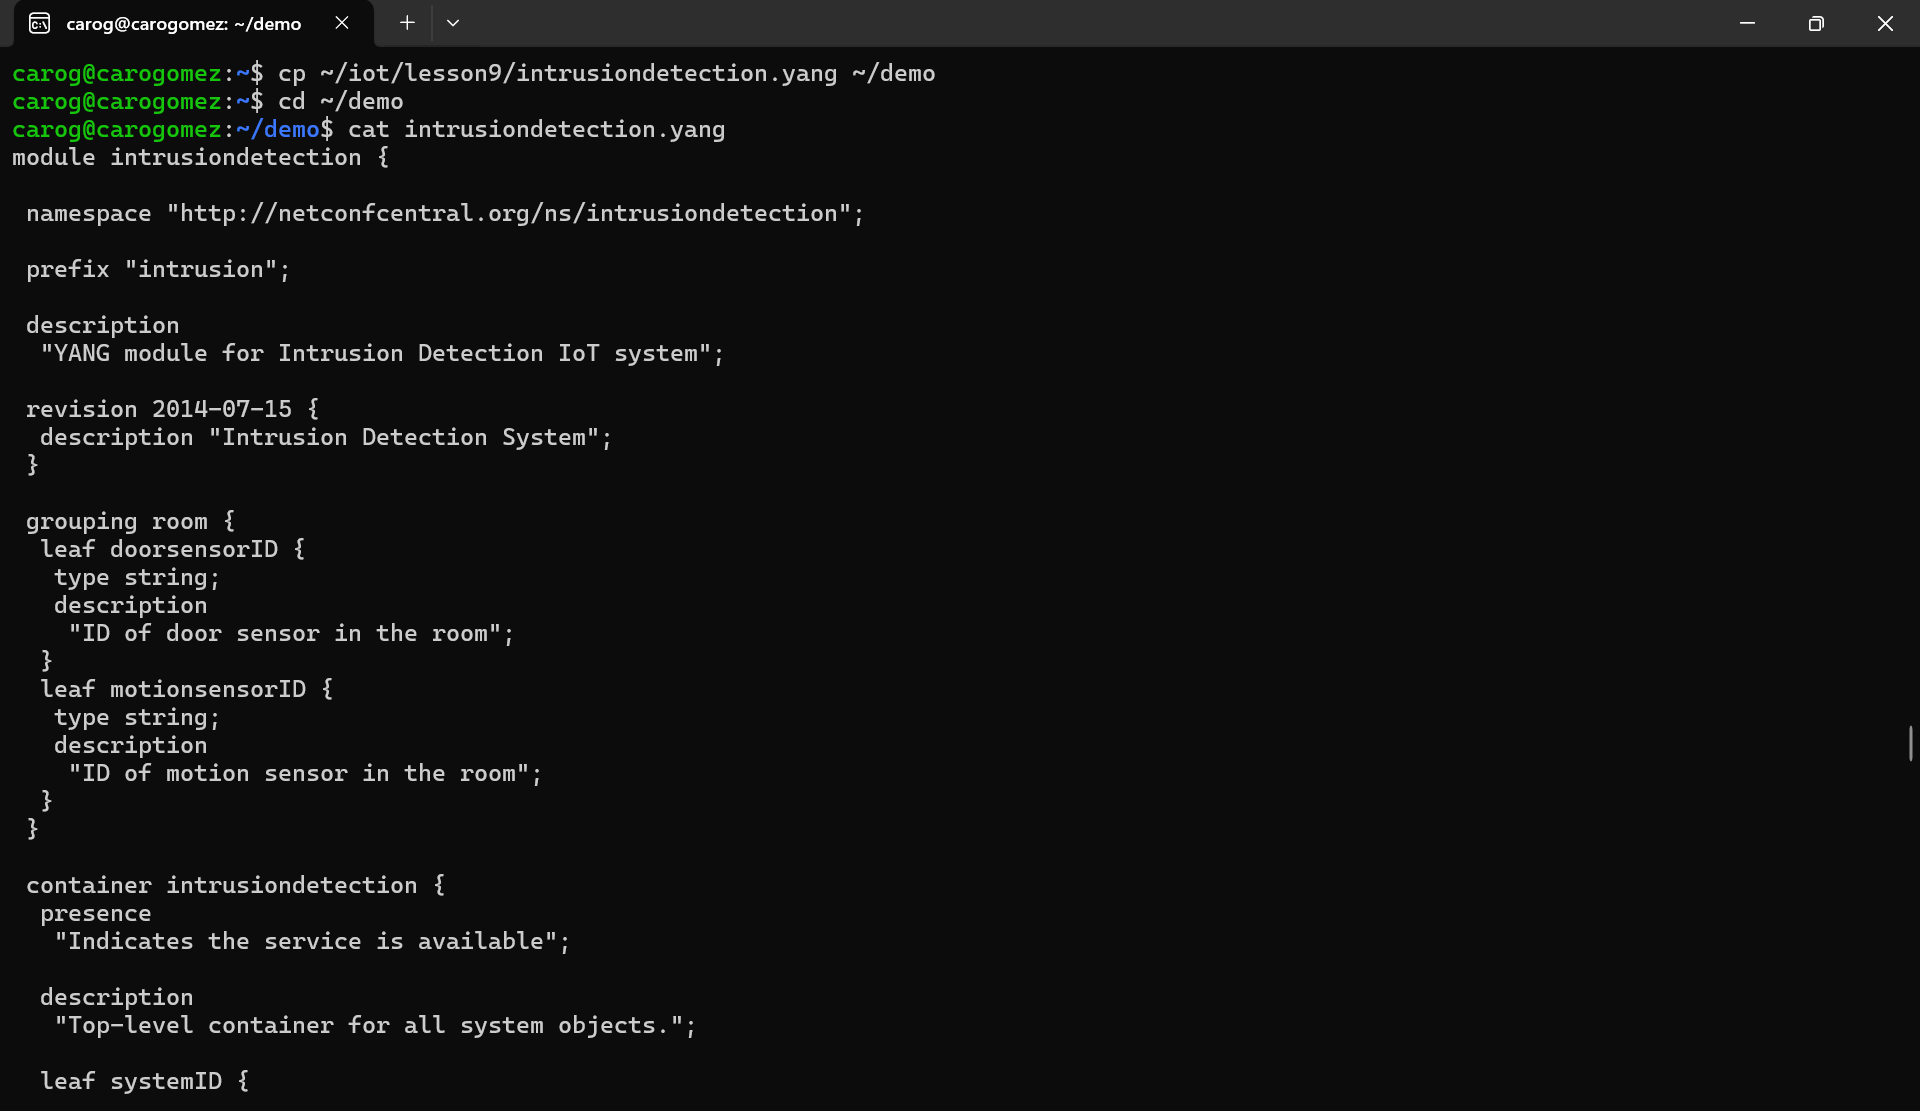 carog@carogomez: ~/demo
carog@carogomez:~$ cp ~/iot/lesson9/intrusiondetection.yang ~/demo
carog@carogomez:~$ cd ~/demo
carog@carogomez:~/demo$ cat intrusiondetection.yang
module intrusiondetection {
 namespace "http://netconfcentral.org/ns/intrusiondetection";
 prefix "intrusion";
 description
  "YANG module for Intrusion Detection IoT system";
 revision 2014-07-15 {
  description "Intrusion Detection System";
 }
 grouping room {
  leaf doorsensorID {
   type string;
   description
    "ID of door sensor in the room";
  }
  leaf motionsensorID {
   type string;
   description
    "ID of motion sensor in the room";
  }
 }
 container intrusiondetection {
  presence
   "Indicates the service is available";
  description
   "Top-level container for all system objects.";
  leaf systemID {